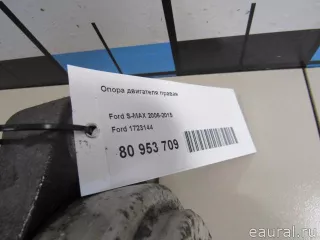 Опора двигателя правая
Ford S-MAX 2006-2015
Ford 1723144
80 953 709
eaural.ru